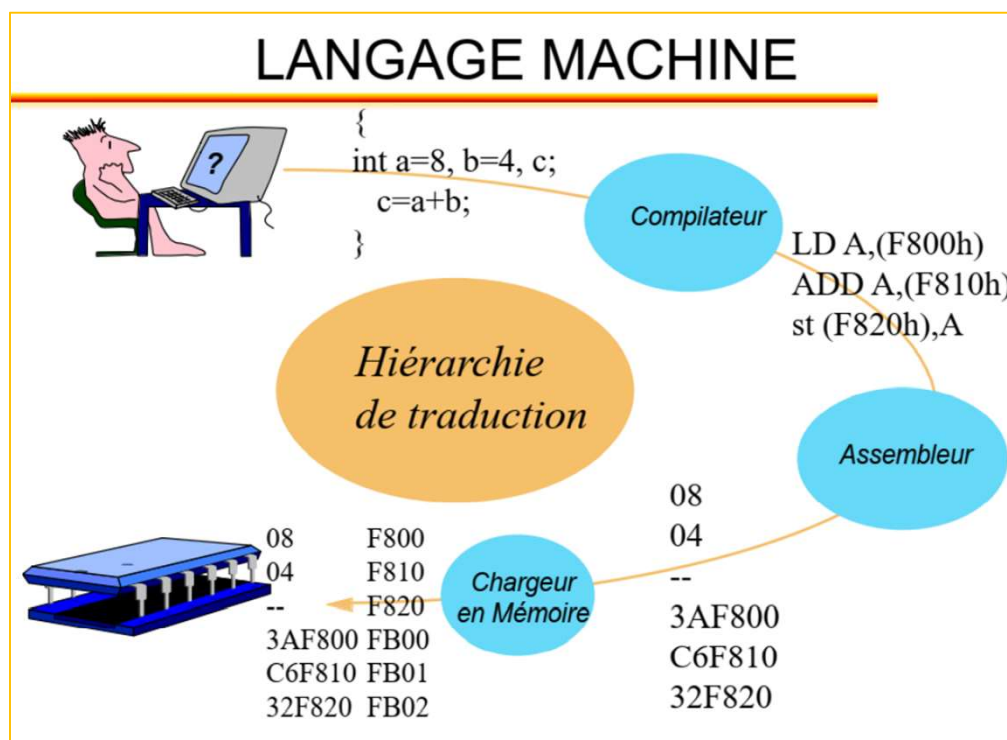 LANGAGE MACHINE
?
{
int a=8, b=4, c;
c=a+b;
}
Compilateur
LD A,(F800h)
ADD A,(F810h)
st (F820h),A
Hiérarchie
de traduction
Assembleur
08
04
--
3AF800
C6F810
32F820
Chargeur
en Mémoire
08 F800
04 F810
-- F820
3AF800 FB00
C6F810 FB01
32F820 FB02